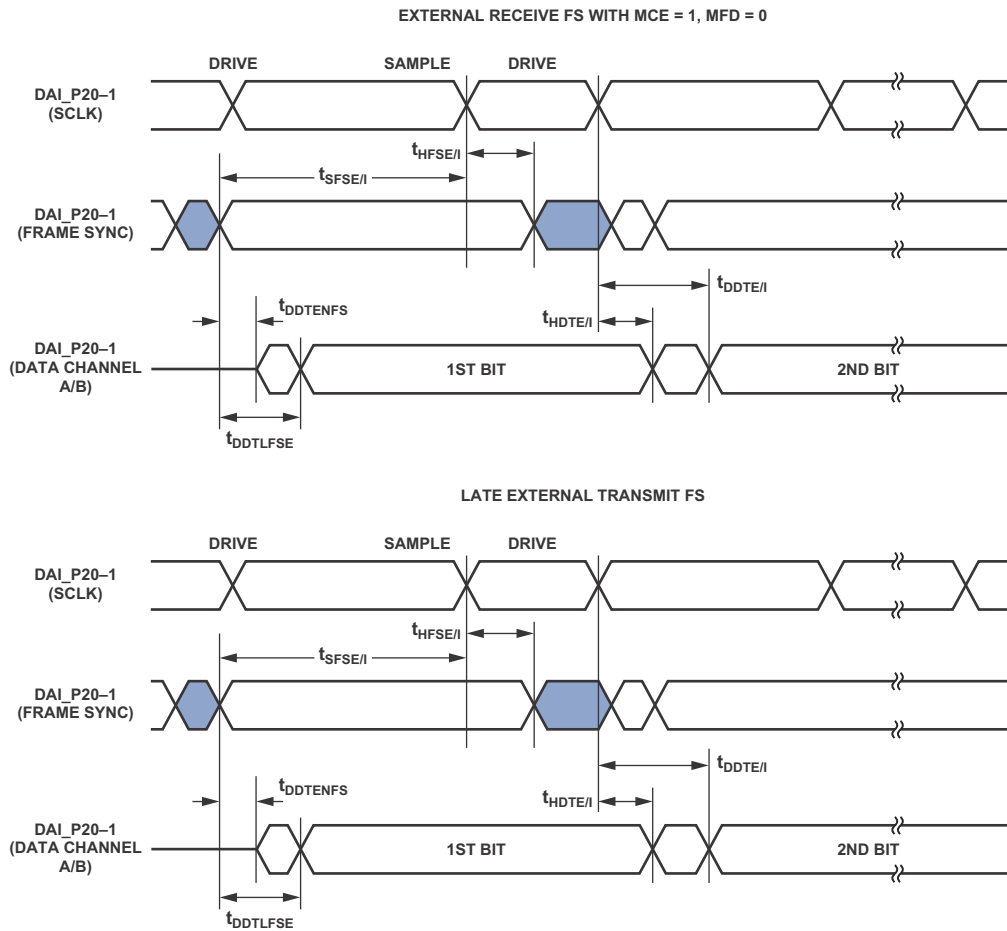 EXTERNAL RECEIVE FS WITH MCE = 1, MFD = 0
DRIVE SAMPLE DRIVE
DAI_P20–1
(SCLK)
tHFSE/I
tSFSE/I
DAI_P20–1
(FRAME SYNC)
tDDTE/I
tDDTENFS
tHDTE/I
DAI_P20–1
(DATA CHANNEL
A/B)
1ST BIT 2ND BIT
tDDTLFSE
LATE EXTERNAL TRANSMIT FS
DRIVE SAMPLE DRIVE
DAI_P20–1
(SCLK)
tHFSE/I
tSFSE/I
DAI_P20–1
(FRAME SYNC)
tDDTE/I
tDDTENFS
tHDTE/I
DAI_P20–1
(DATA CHANNEL
A/B)
1ST BIT 2ND BIT
tDDTLFSE